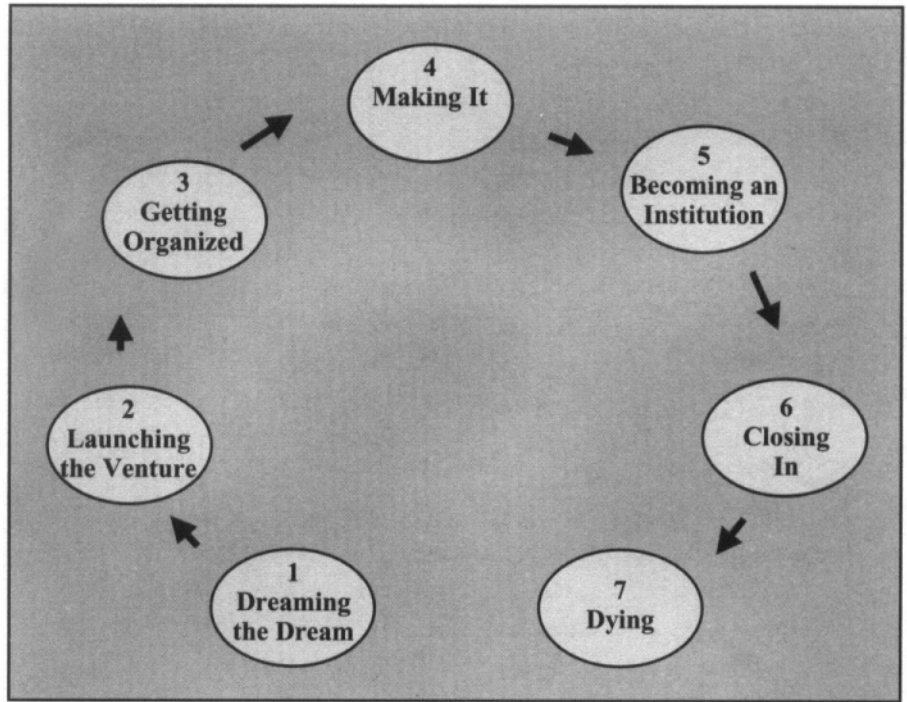 4
Making It
5
Becoming an
Institution
3
Getting
Organized
6
Closing
In
2
Launching
the Venture
1
Dreaming
the Dream
7
Dying